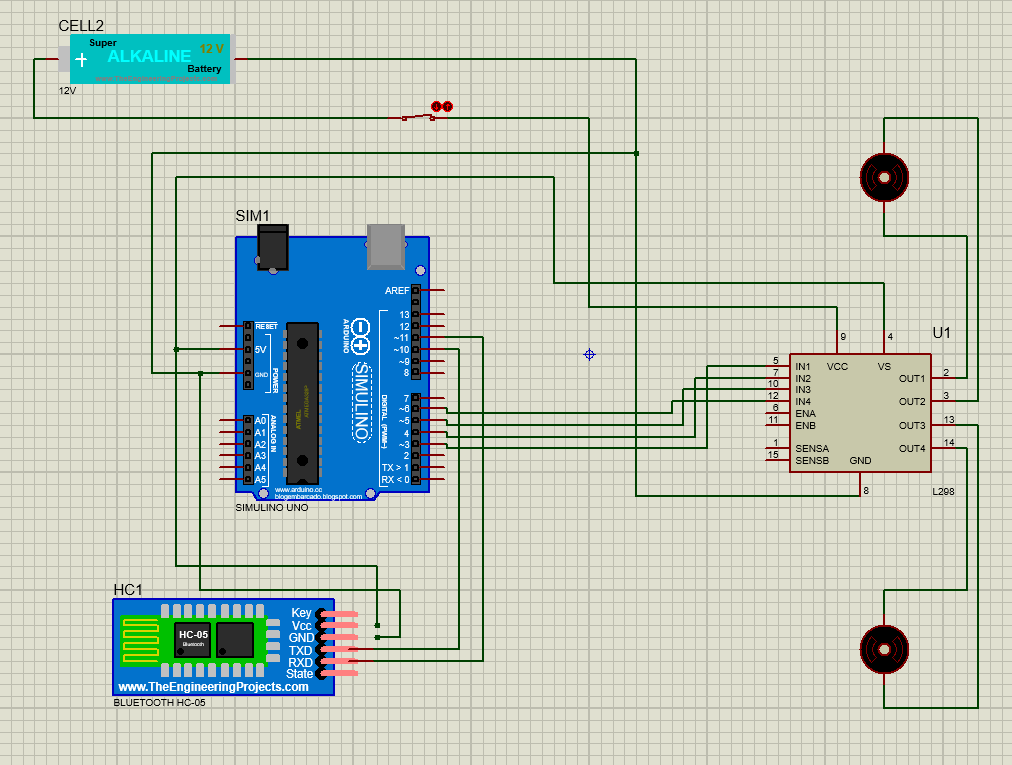 CELL2
Super
ALKALINE
12 V
Battery
www.TheEngineeringProjects.com
12V
SIM1
AREF
RESET
5V
GND
POWER
A0
A1
A2
A3
A4
A5
ANALOG IN
ATMEL
ARDUINO
SIMULINO
13
12
~11
~10
~9
8
7
~6
~5
4
~3
2
TX > 1
RX < 0
DIGITAL (PWM~)
www.arduino.cc
blogembarcado.blogspot.com
SIMULINO UNO
U1
9
4
5
7
10
12
6
11
1
15
IN1
IN2
IN3
IN4
ENA
ENB
SENSA
SENSB
VCC
VS
OUT1
OUT2
OUT3
OUT4
GND
2
3
13
14
8
L298
HC1
HC-05
Bluetooth
Key
Vcc
GND
TXD
RXD
State
www.TheEngineeringProjects.com
BLUETOOTH HC-05